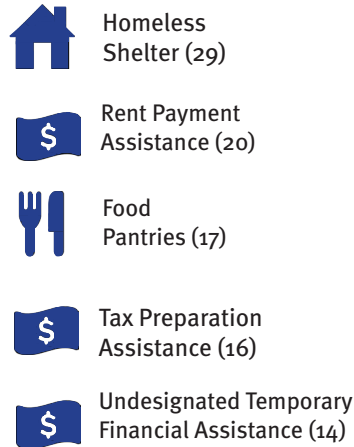 Homeless
Shelter (29)
$
Rent Payment
Assistance (20)
Food
Pantries (17)
$
Tax Preparation
Assistance (16)
$
Undesignated Temporary
Financial Assistance (14)